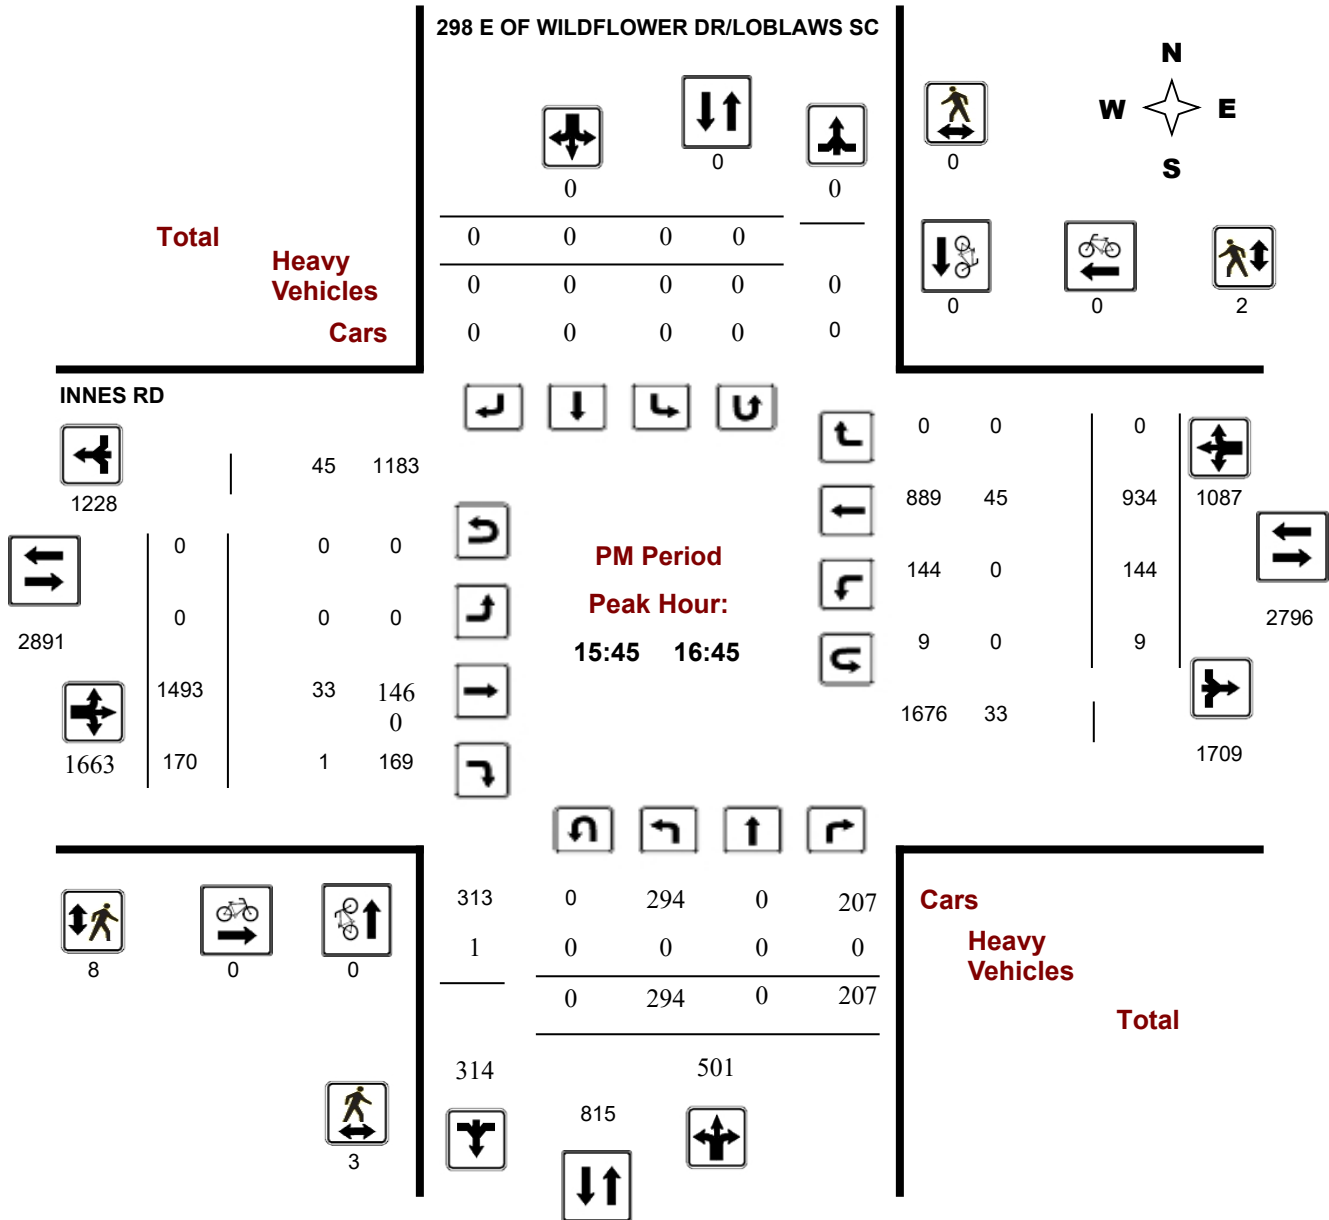 298 E OF WILDFLOWER DR/LOBLAWS SC
N
W E
S
0
0
0 0
Total
0 0 0 0
0 0 2
Heavy
Vehicles
0 0 0 0 0
Cars
0 0 0 0 0
INNES RD
0 0 0
45 1183
1228
889 45 934 1087
0 0 0
PM Period
144 0 144
Peak Hour:
0 0 0
2796
2891
15:45 16:45
9 0 9
1493 33 146
0
1676 33
1663 170 1 169
1709
313 0 294 0 207
Cars
1 0 0 0 0
Heavy
Vehicles
8 0 0
0 294 0 207
Total
314 501
815
3